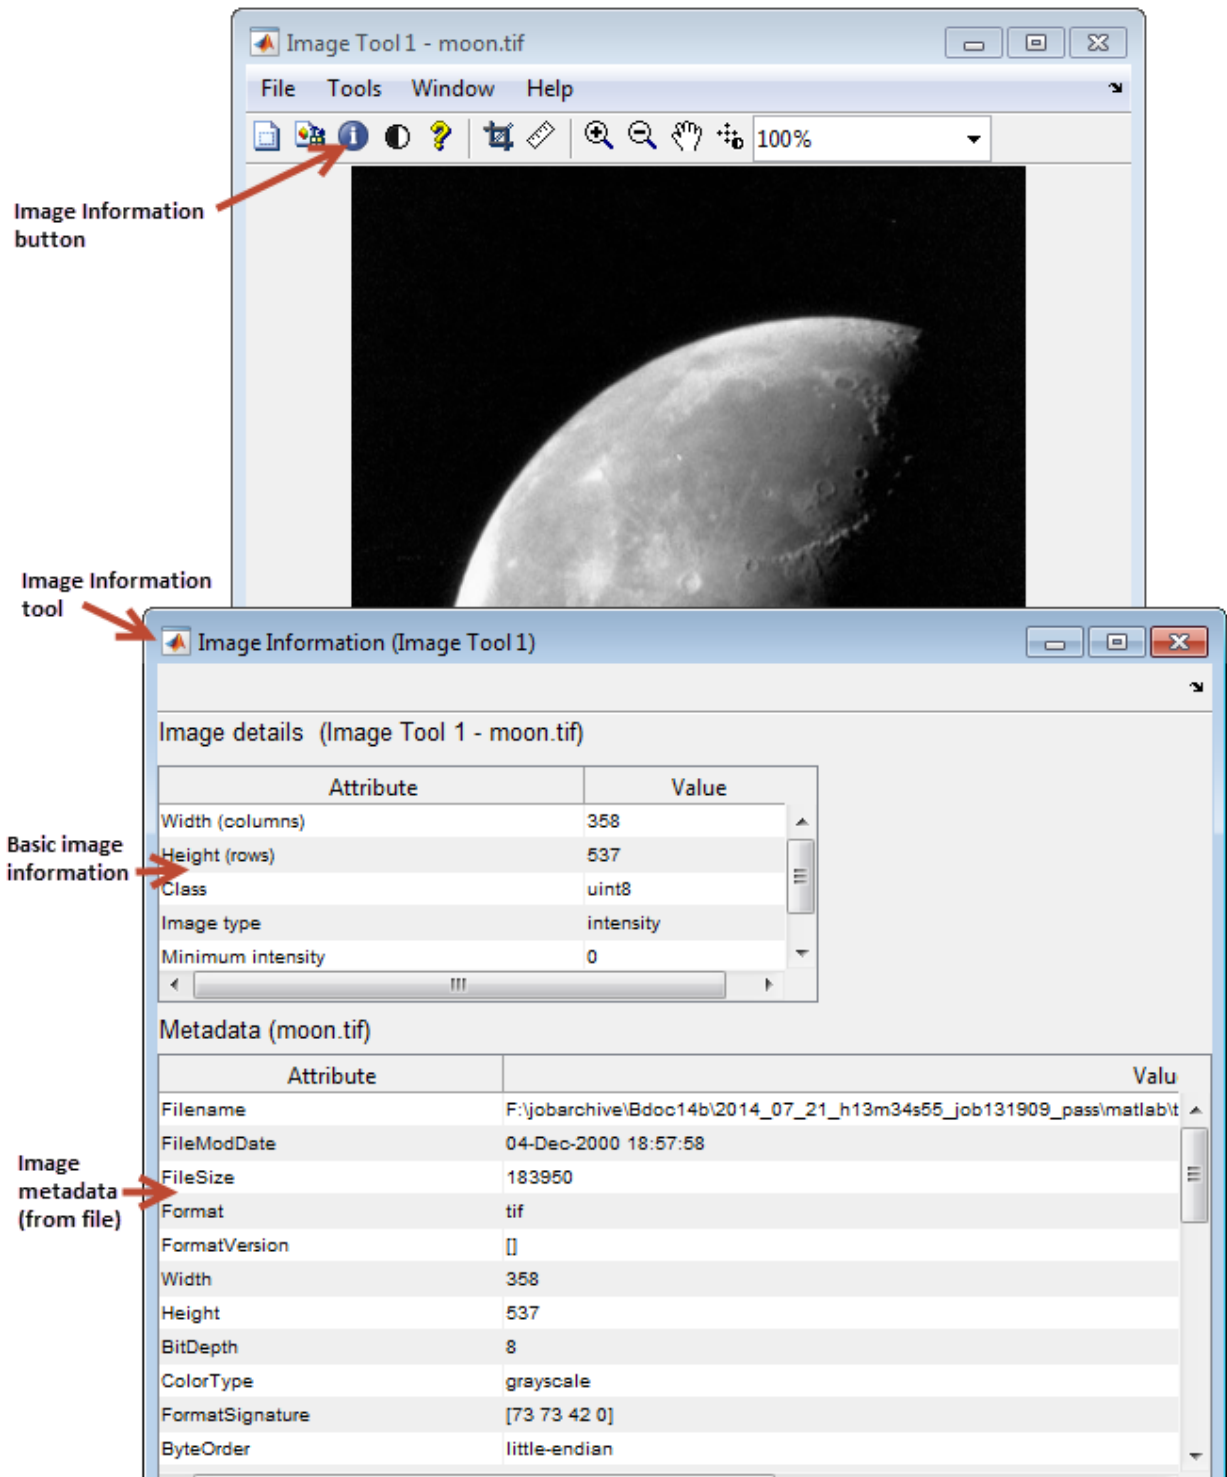 Image Tool 1 - moon.tif
File Tools Window Help
100%
Image Information
button
Image Information
tool
Image Information (Image Tool 1)
Image details (Image Tool 1 - moon.tif)
Attribute Value
Width (columns) 358
Basic image
information
Height (rows) 537
Class uint8
Image type intensity
Minimum intensity 0
Metadata (moon.tif)
Attribute Valu
Filename F:\jobarchive\Bdoc14b\2014_07_21_h13m34s55_job131909_pass\matlab\t
FileModDate 04-Dec-2000 18:57:58
Image
metadata
(from file)
FileSize 183950
Format tif
FormatVersion []
Width 358
Height 537
BitDepth 8
ColorType grayscale
FormatSignature [73 73 42 0]
ByteOrder little-endian